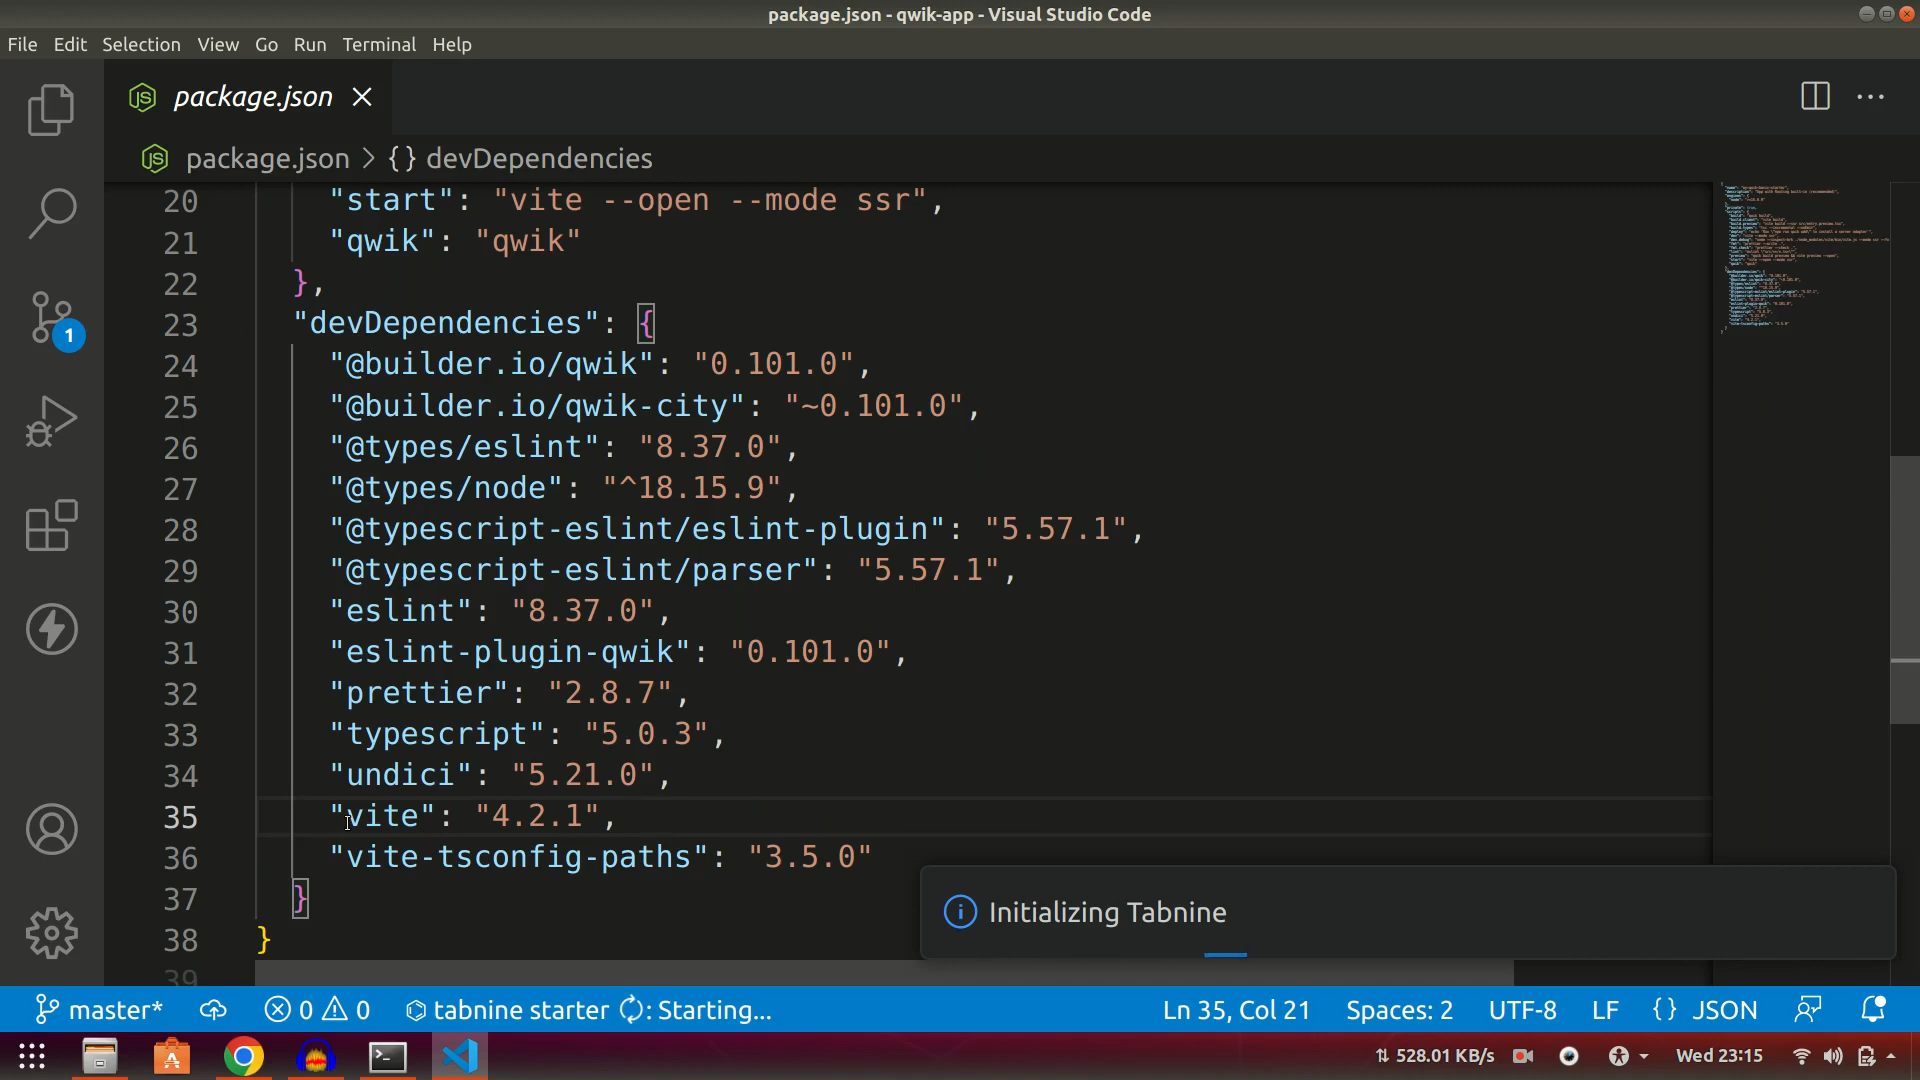 package.json - qwik-app - Visual Studio Code
File Edit Selection View Go Run Terminal Help
package.json
package.json > {} devDependencies
20 "start": "vite --open --mode ssr",
21 "qwik": "qwik"
22 },
23 "devDependencies": {
24 "@builder.io/qwik": "0.101.0",
25 "@builder.io/qwik-city": "~0.101.0",
26 "@types/eslint": "8.37.0",
27 "@types/node": "^18.15.9",
28 "@typescript-eslint/eslint-plugin": "5.57.1",
29 "@typescript-eslint/parser": "5.57.1",
30 "eslint": "8.37.0",
31 "eslint-plugin-qwik": "0.101.0",
32 "prettier": "2.8.7",
33 "typescript": "5.0.3",
34 "undici": "5.21.0",
35 "vite": "4.2.1",
36 "vite-tsconfig-paths": "3.5.0"
37 }
38 }
39
1
Initializing Tabnine
master* 0 0 tabnine starter : Starting... Ln 35, Col 21 Spaces: 2 UTF-8 LF {} JSON
528.01 KB/s Wed 23:15